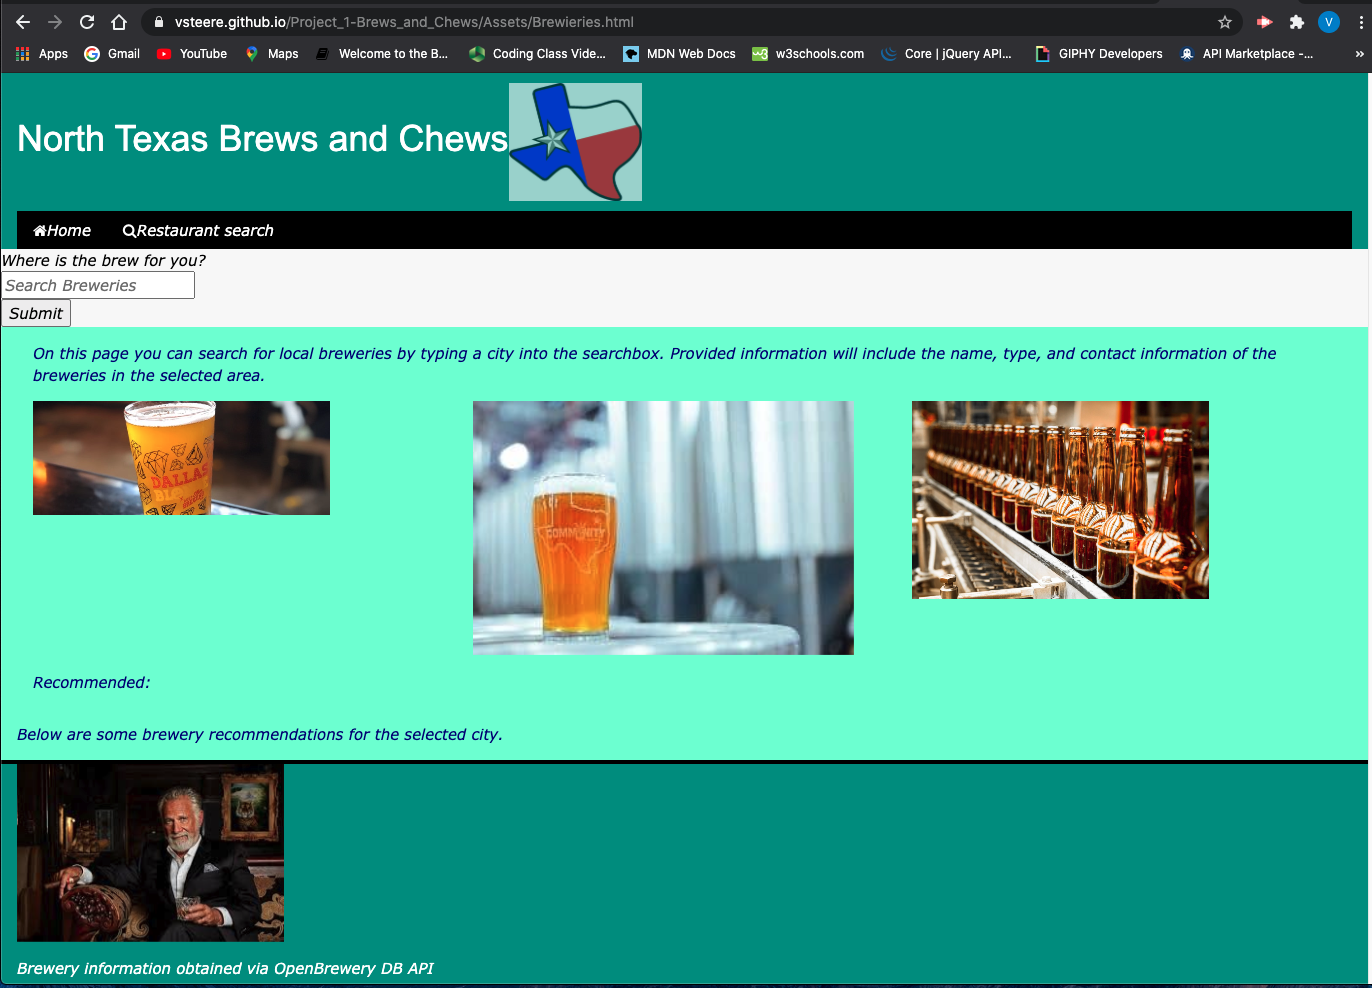 vsteere.github.io/Project_1-Brews_and_Chews/Assets/Brewieries.html
V
Apps Gmail YouTube Maps Welcome to the B... Coding Class Vide... MDN Web Docs w3schools.com Core | jQuery API... GIPHY Developers API Marketplace -... »
North Texas Brews and Chews
Home Restaurant search
Where is the brew for you?
Search Breweries
Submit
On this page you can search for local breweries by typing a city into the searchbox. Provided information will include the name, type, and contact information of the
breweries in the selected area.
DALLAS
COMMUNITY
Recommended:
Below are some brewery recommendations for the selected city.
Brewery information obtained via OpenBrewery DB API